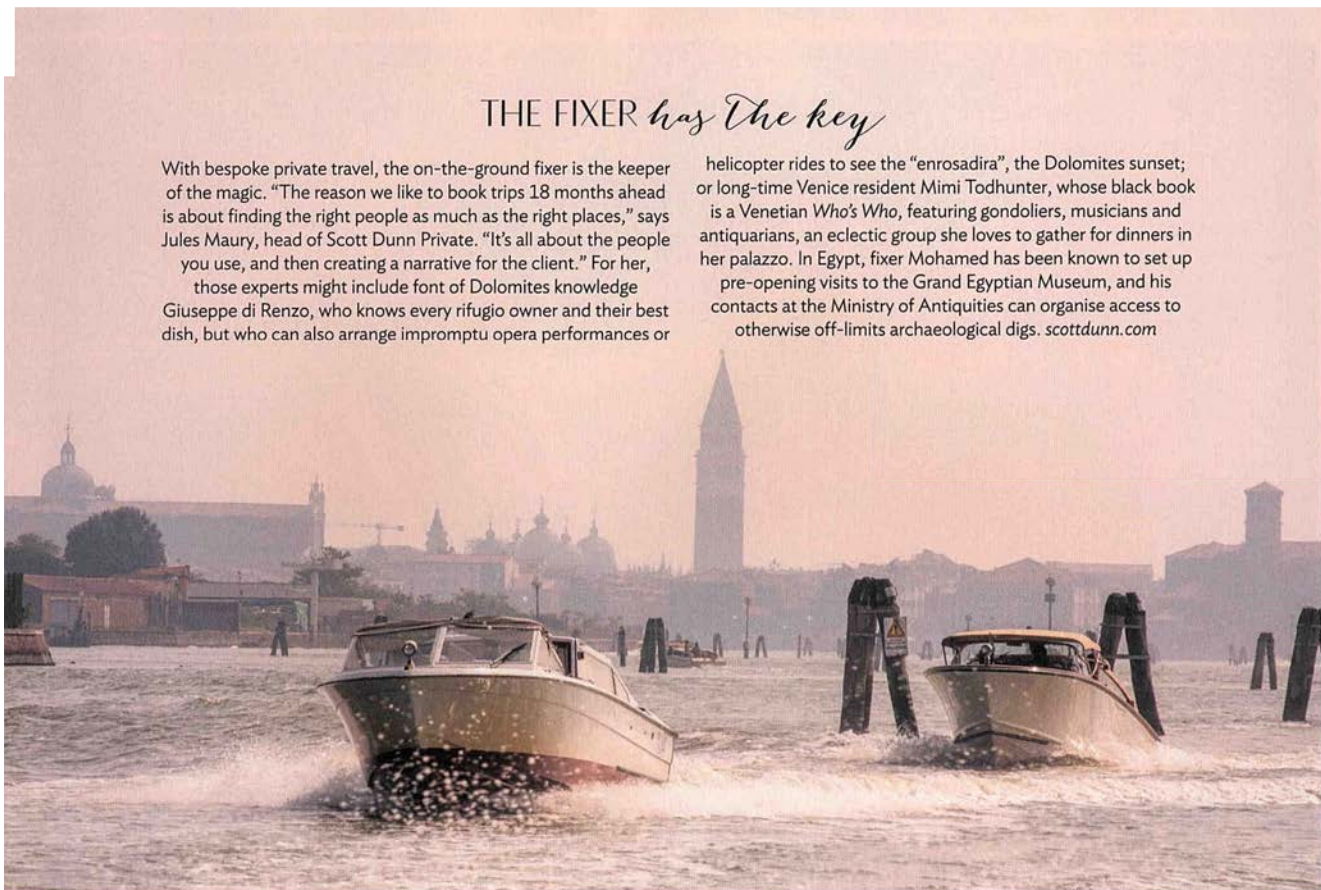 THE FIXER has the key
With bespoke private travel, the on-the-ground fixer is the keeper
of the magic. “The reason we like to book trips 18 months ahead
is about finding the right people as much as the right places,” says
Jules Maury, head of Scott Dunn Private. “It’s all about the people
you use, and then creating a narrative for the client.” For her,
those experts might include font of Dolomites knowledge
Giuseppe di Renzo, who knows every rifugio owner and their best
dish, but who can also arrange impromptu opera performances or
helicopter rides to see the “enrosadira”, the Dolomites sunset;
or long-time Venice resident Mimi Todhunter, whose black book
is a Venetian Who’s Who, featuring gondoliers, musicians and
antiquarians, an eclectic group she loves to gather for dinners in
her palazzo. In Egypt, fixer Mohamed has been known to set up
pre-opening visits to the Grand Egyptian Museum, and his
contacts at the Ministry of Antiquities can organise access to
otherwise off-limits archaeological digs. scottdunn.com